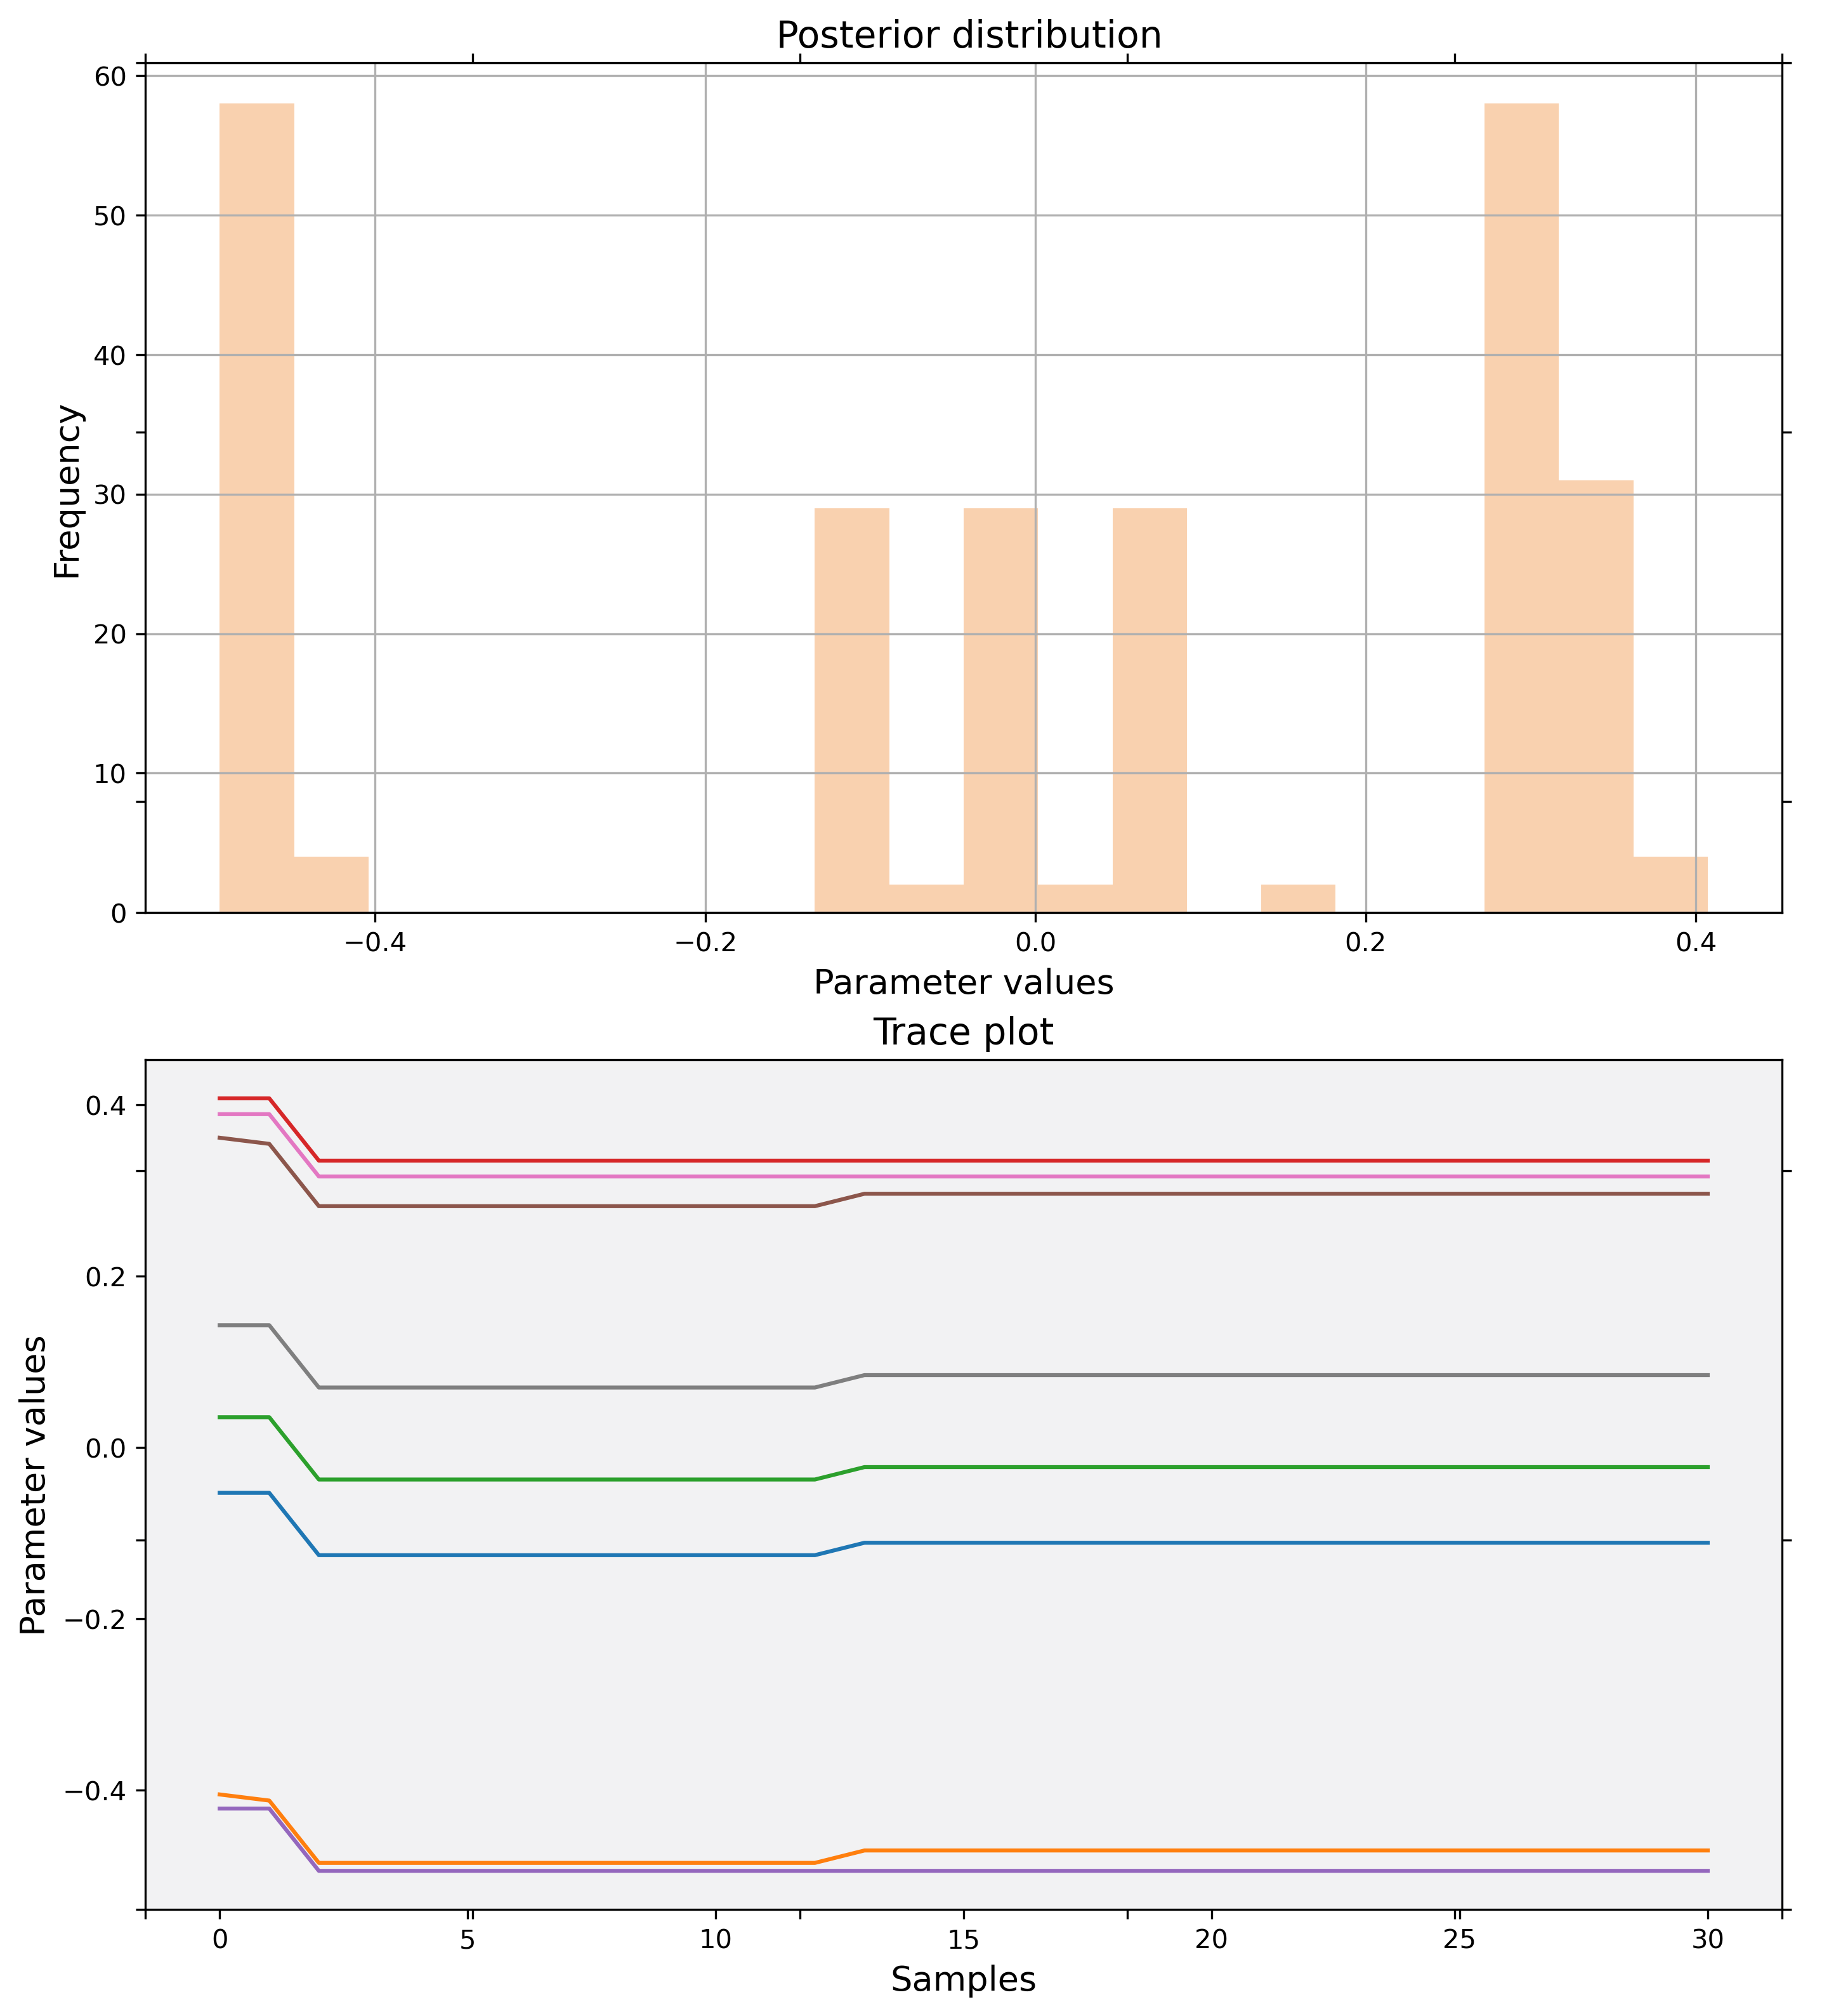 Posterior distribution
60
50
40
30
20
10
0
Frequency
−0.4 −0.2 0.0 0.2 0.4
Parameter values
Trace plot
0.4
0.2
0.0
−0.2
−0.4
Parameter values
0 5 10 15 20 25 30
Samples